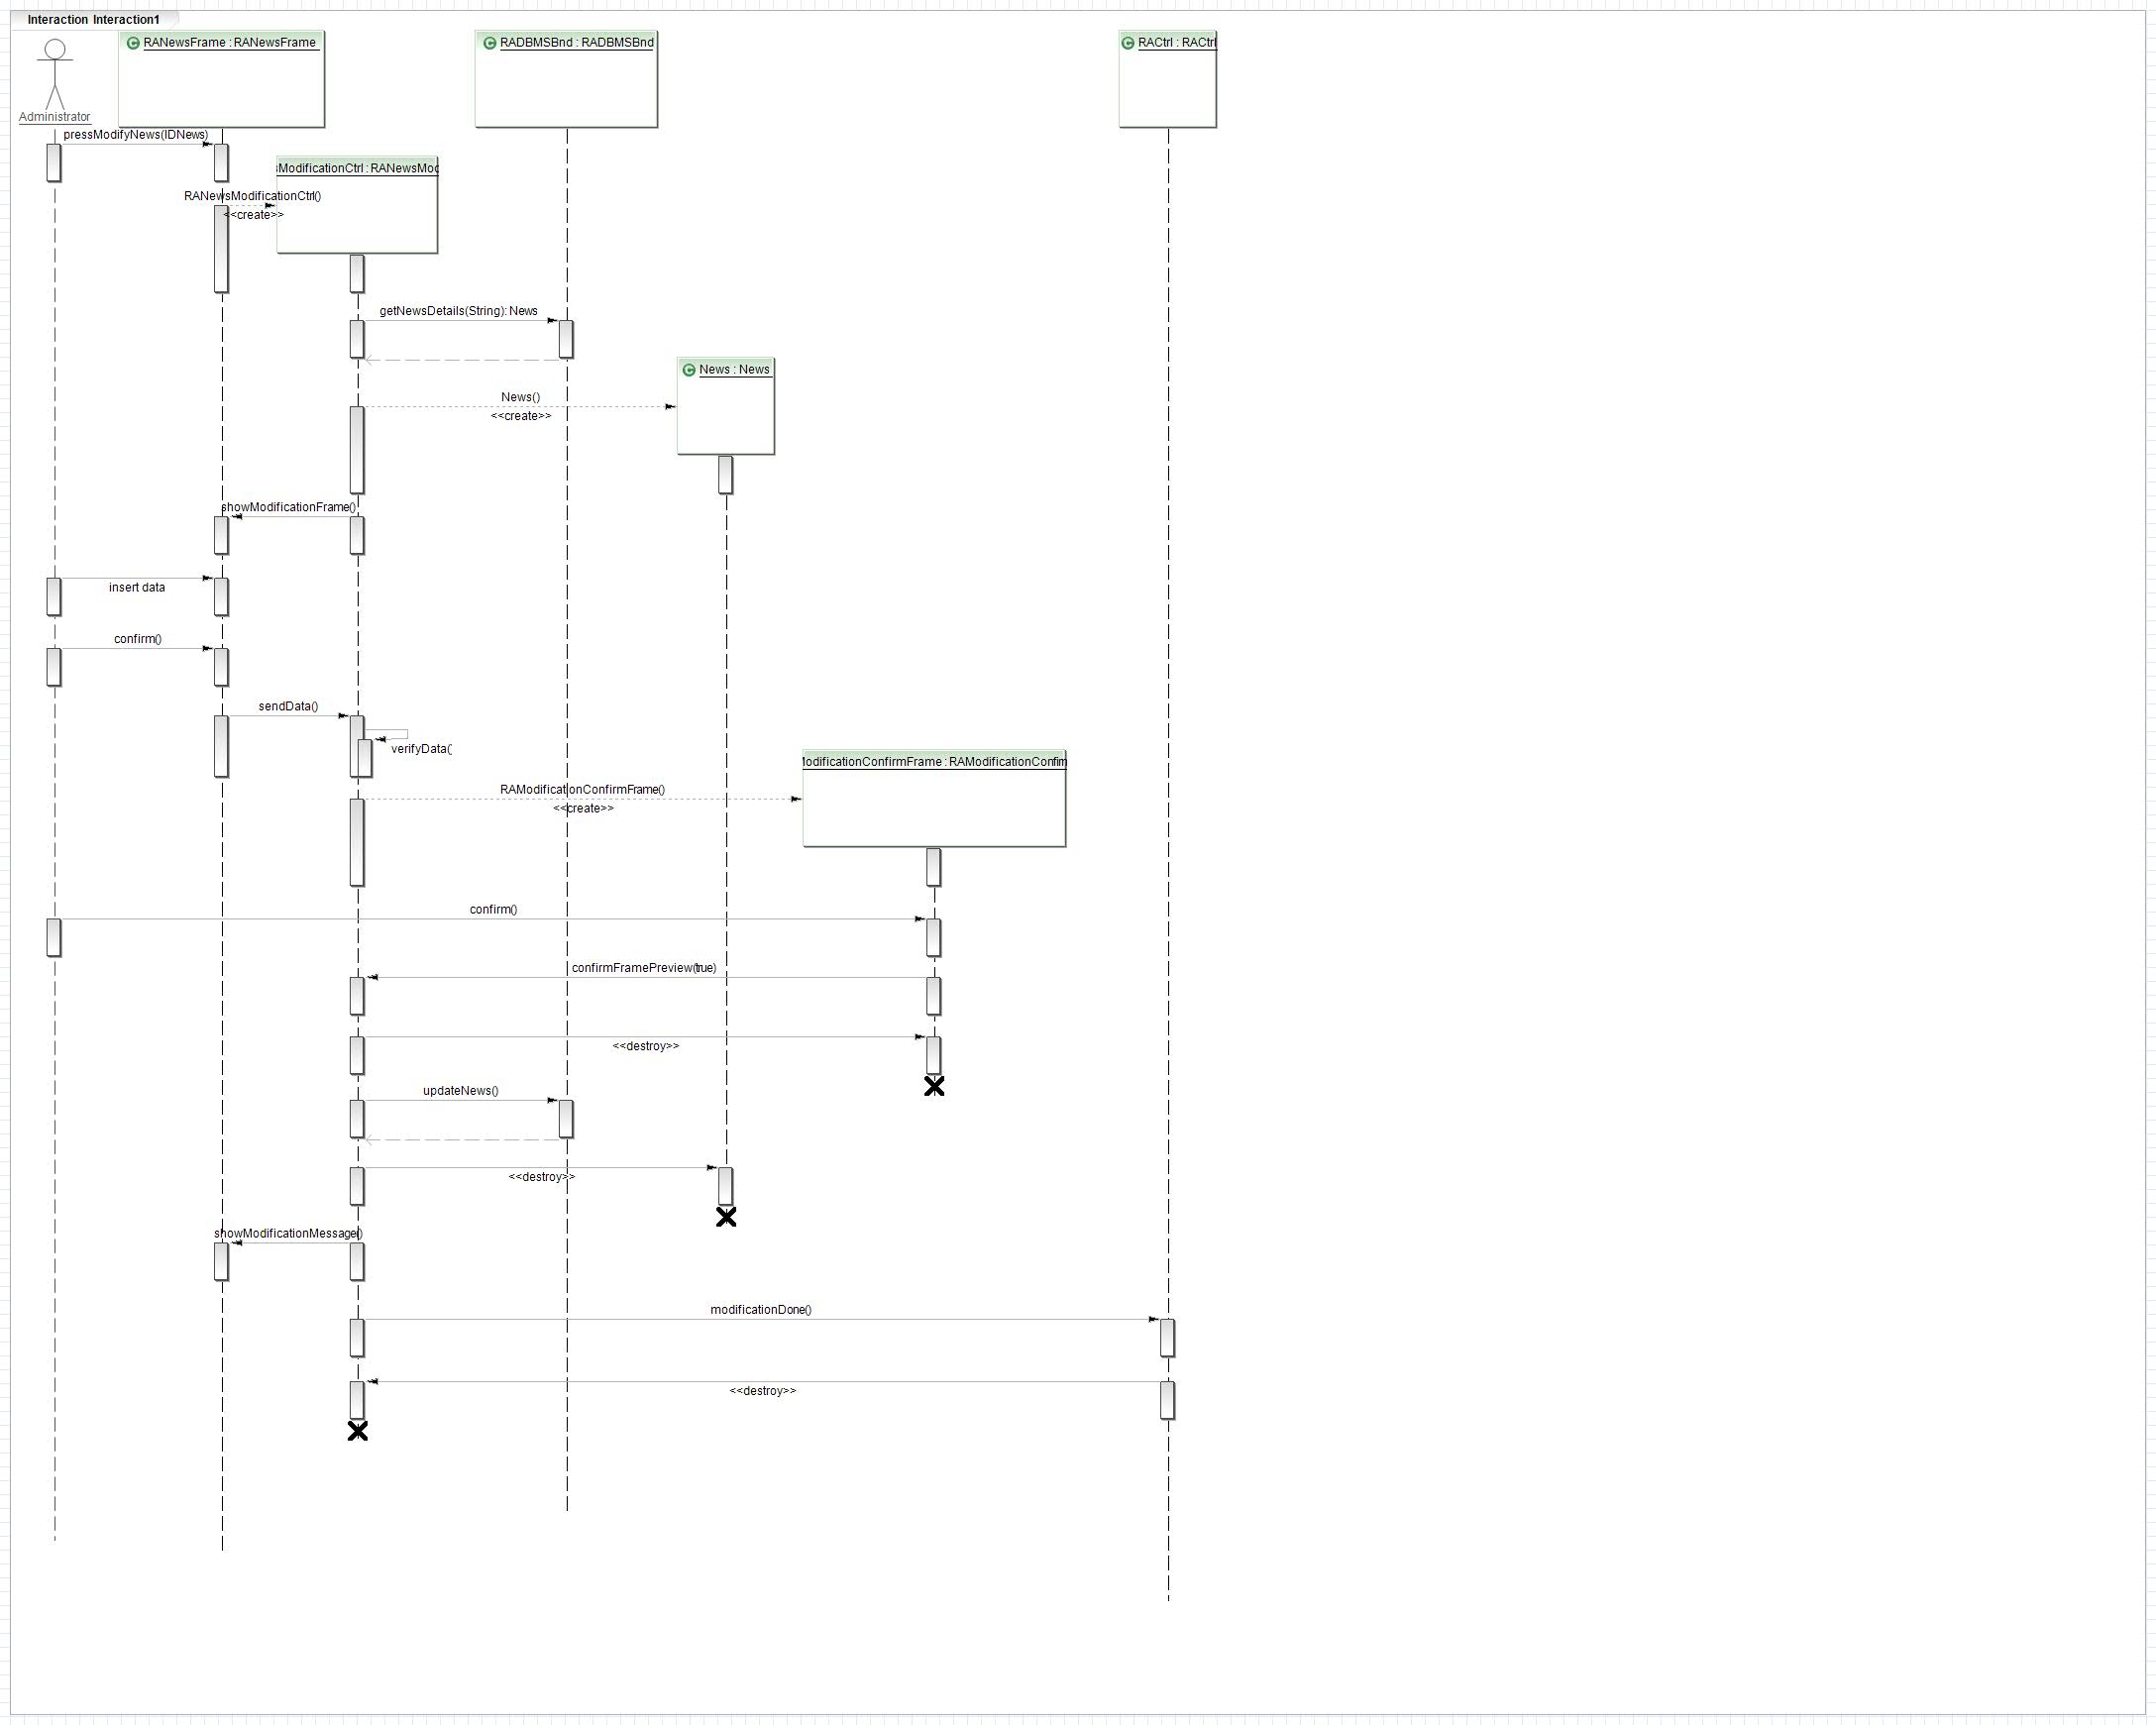 Interaction Interaction1
RANewsFrame : RANewsFrame
RADBMSBnd : RADBMSBnd
RACtrl : RACtrl
Administrator
pressModifyNews(IDNews)
sModificationCtrl : RANewsMod
RANewsModificationCtrl()
<<create>>
getNewsDetails(String): News
News : News
News()
<<create>>
showModificationFrame()
insert data
confirm()
sendData()
verifyData(
ModificationConfirmFrame : RAModificationConfirm
RAModificationConfirmFrame()
<<create>>
confirm()
confirmFramePreview(true)
<<destroy>>
updateNews()
<<destroy>>
showModificationMessage()
modificationDone()
<<destroy>>